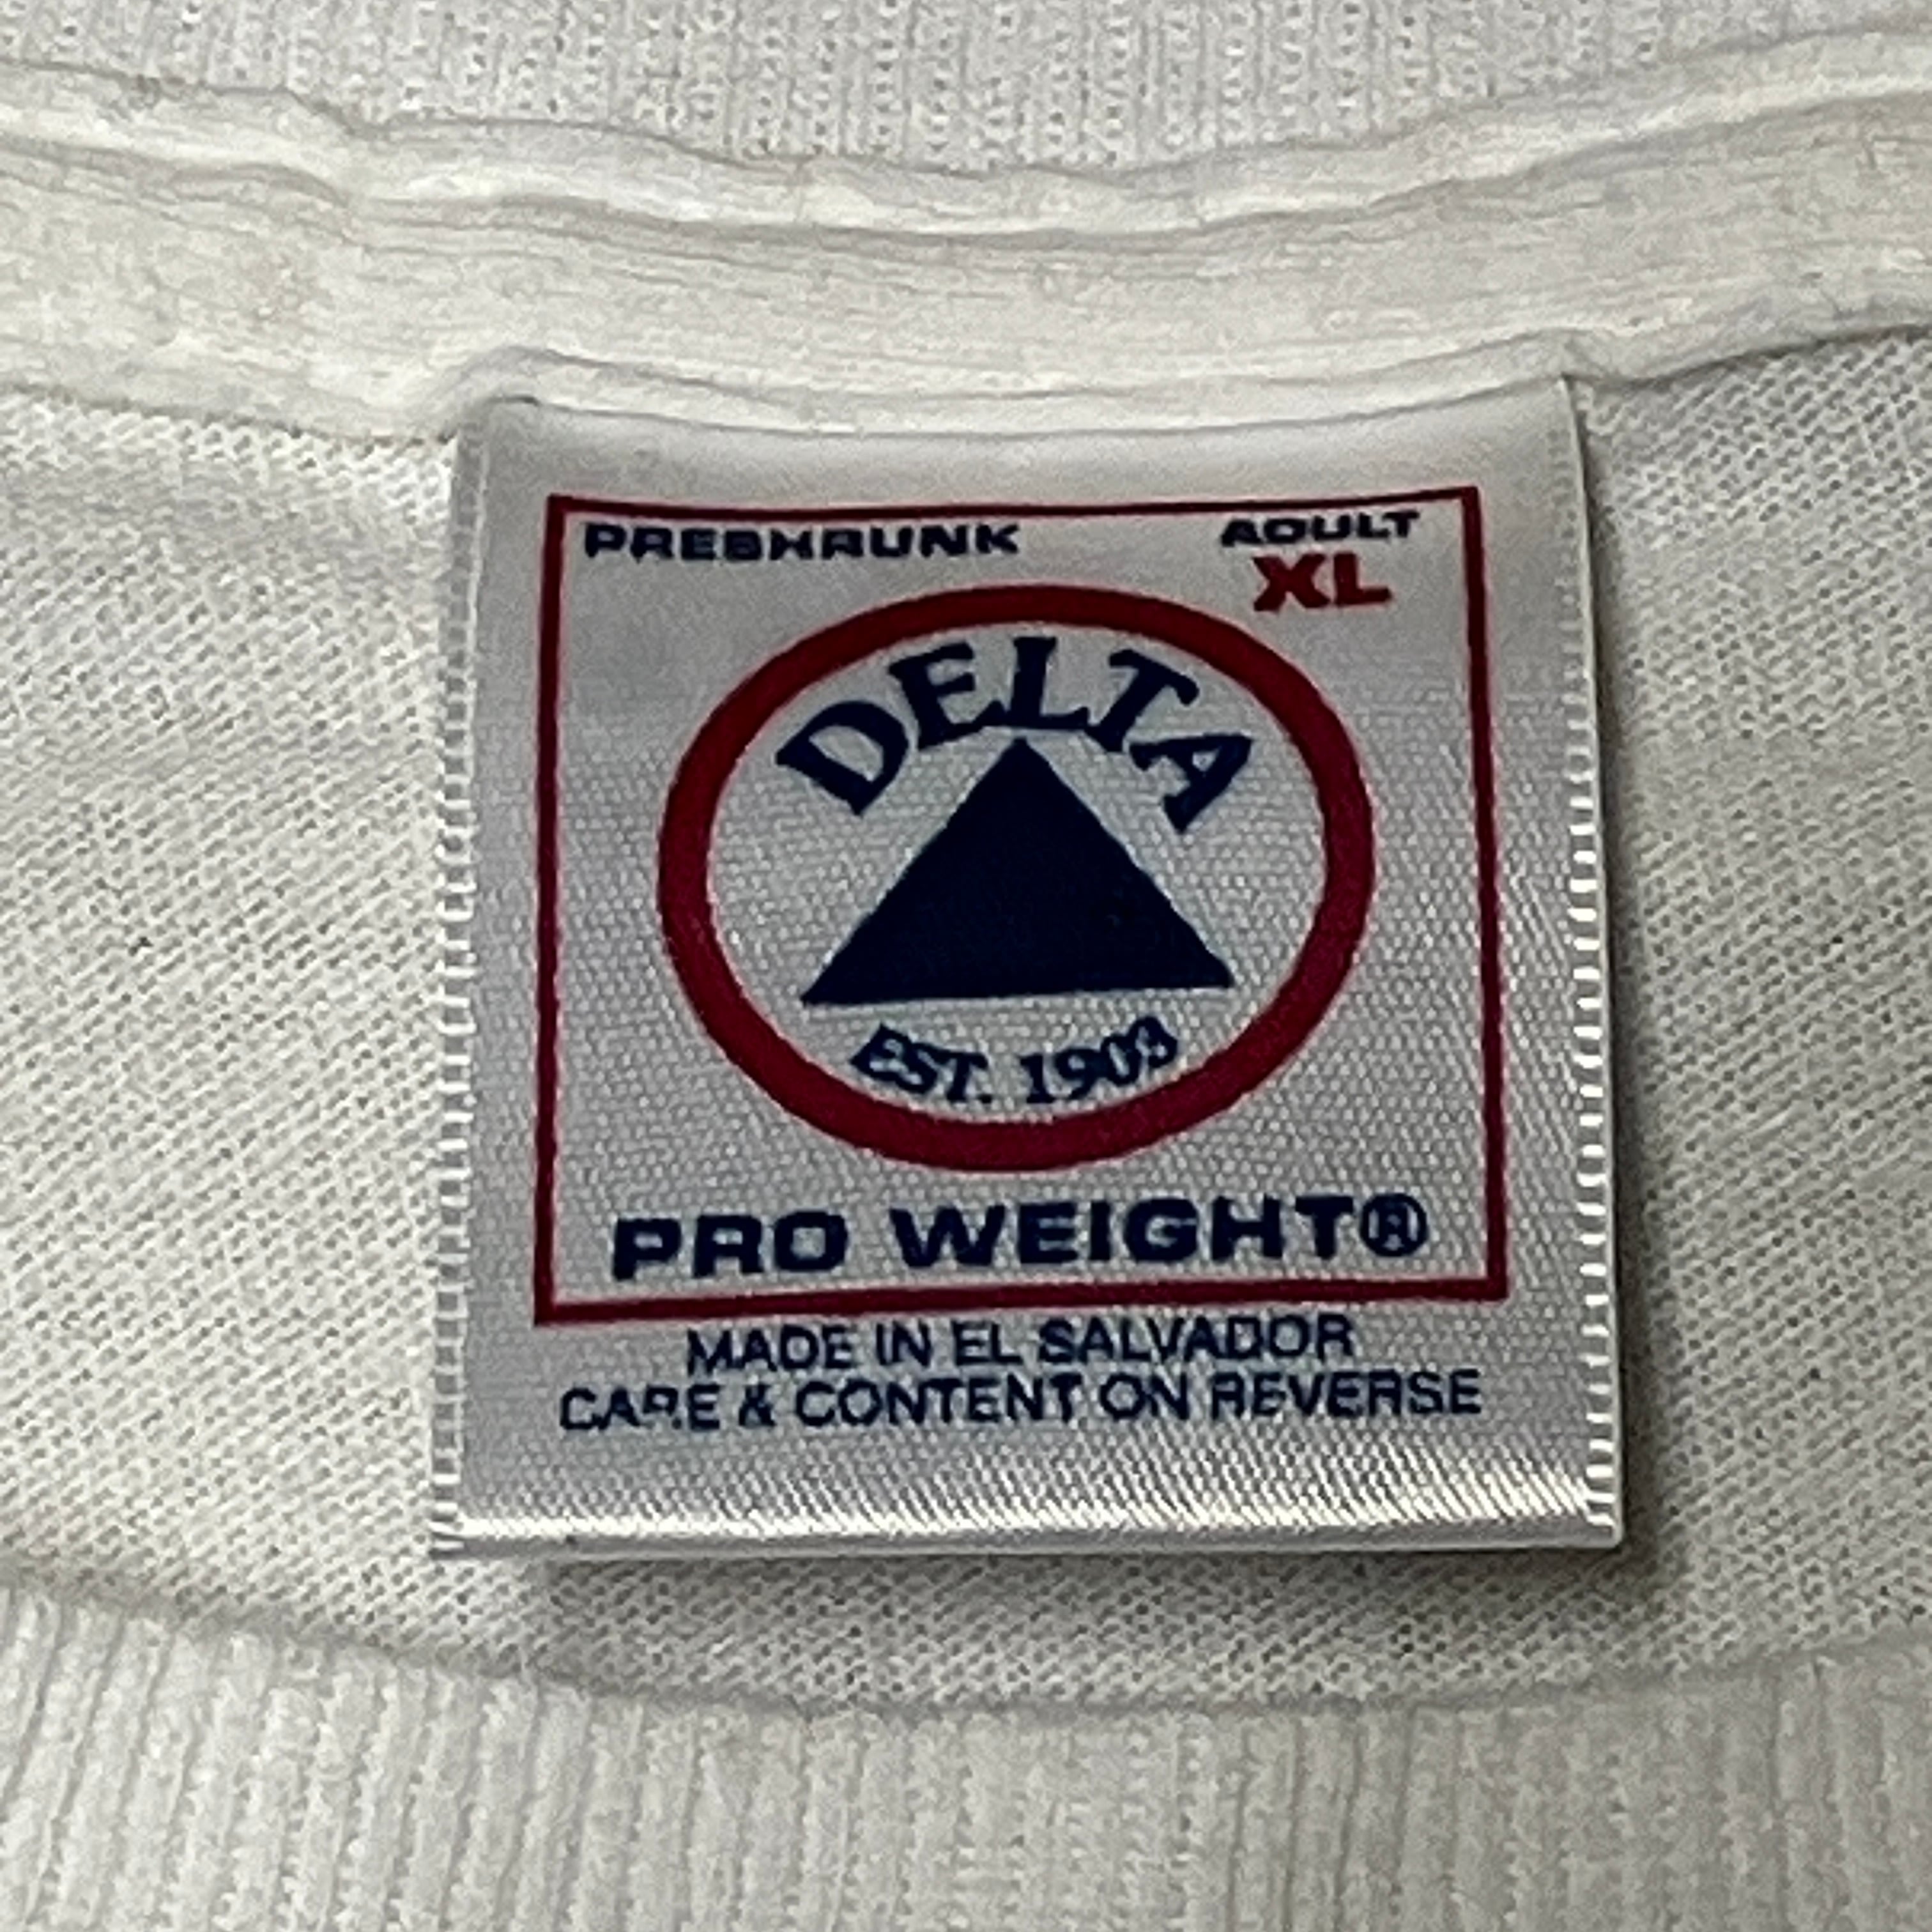 PRESHRUNK
ADULT
XL
DELTA
EST. 1903
PRO WEIGHT®
MADE IN EL SALVADOR
CARE & CONTENT ON REVERSE